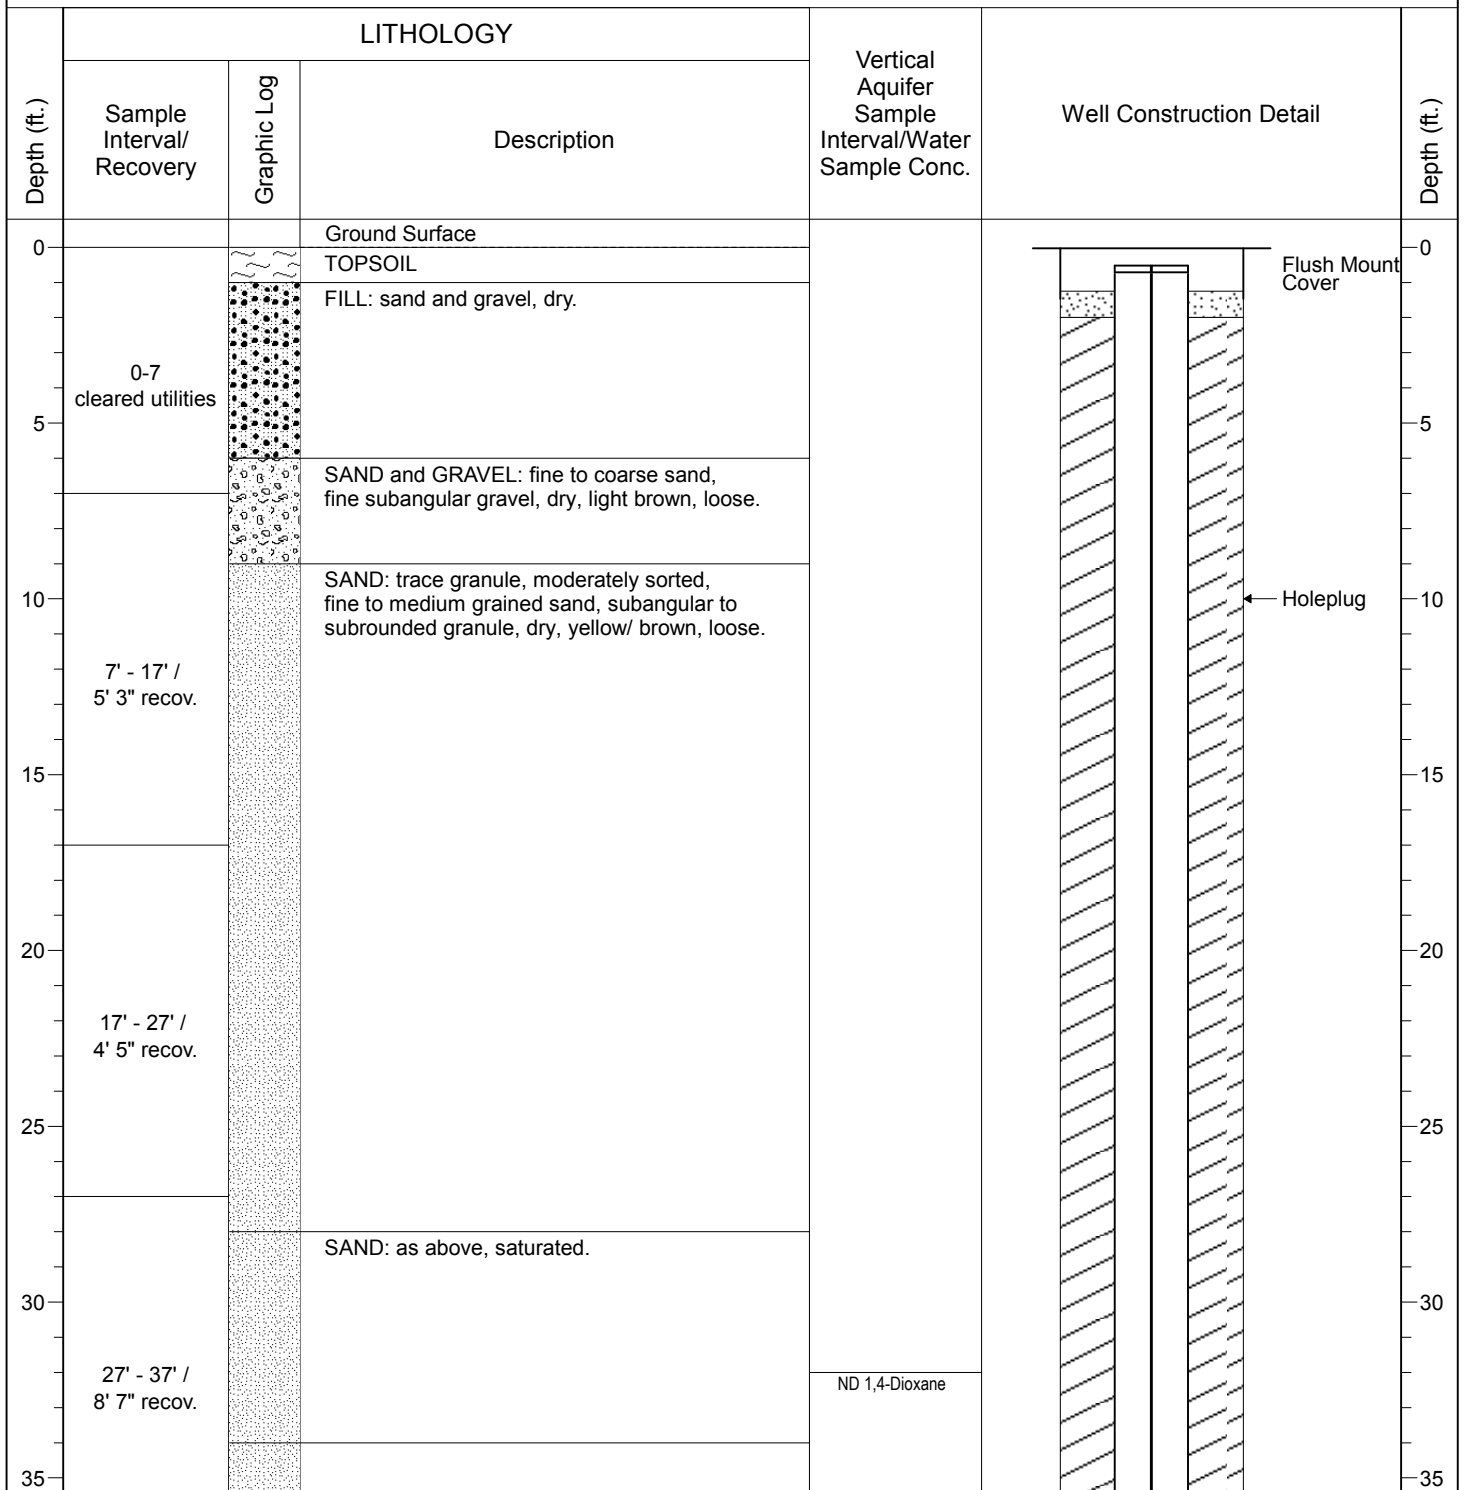 LITHOLOGY
Depth (ft.)
Sample
Interval/
Recovery
Graphic Log
Description
Vertical
Aquifer
Sample
Interval/Water
Sample Conc.
Well Construction Detail
Depth (ft.)
Ground Surface
0
TOPSOIL
0
Flush Mount
Cover
FILL: sand and gravel, dry.
0-7
cleared utilities
5
5
SAND and GRAVEL: fine to coarse sand,
fine subangular gravel, dry, light brown, loose.
SAND: trace granule, moderately sorted,
fine to medium grained sand, subangular to
subrounded granule, dry, yellow/ brown, loose.
10
Holeplug
10
7' - 17' /
5' 3" recov.
15
15
20
20
17' - 27' /
4' 5" recov.
25
25
SAND: as above, saturated.
30
30
27' - 37' /
8' 7" recov.
ND 1,4-Dioxane
35
35